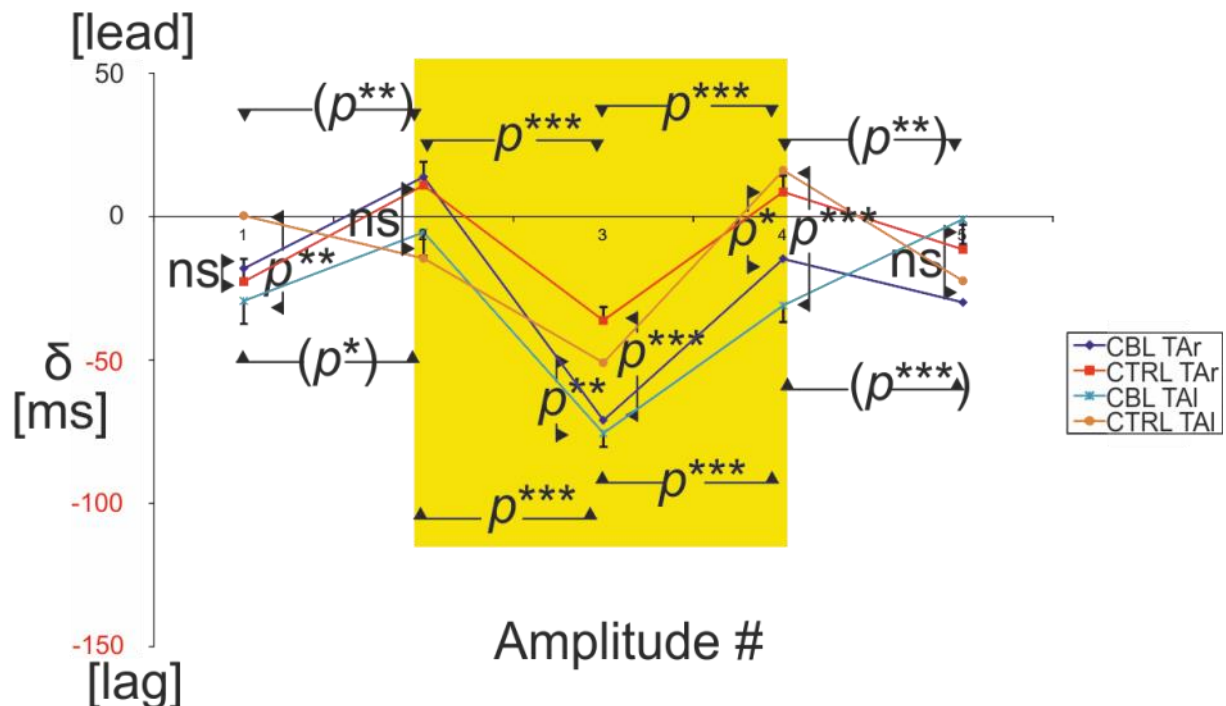 [lead]
50
(p**)
p***
p***
(p**)
0
1
2
3
4
5
ns
p**
ns
p*
p***
ns
δ
[ms]
-50
(p*)
p**
p***
(p***)
CBL TAr
CTRL TAr
CBL TAl
CTRL TAl
-100
p***
p***
-150
Amplitude #
[lag]